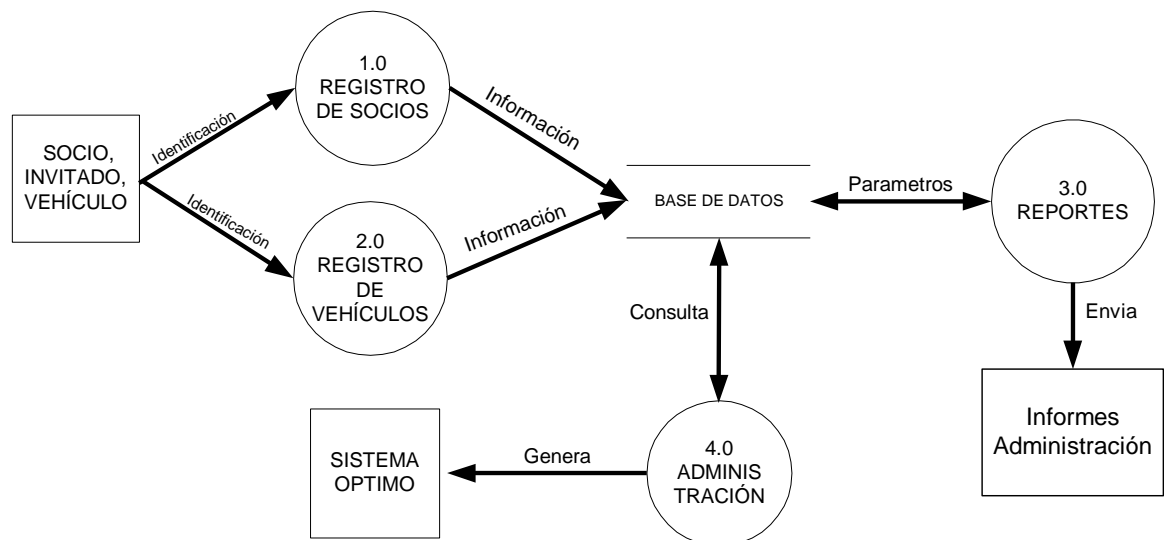 1.0
REGISTRO
DE SOCIOS
Identificación
Información
SOCIO,
INVITADO,
VEHÍCULO
Identificación
2.0
REGISTRO
DE
VEHÍCULOS
Información
BASE DE DATOS
Parametros
3.0
REPORTES
Consulta
Envia
Informes
Administración
4.0
ADMINIS
TRACIÓN
Genera
SISTEMA
OPTIMO